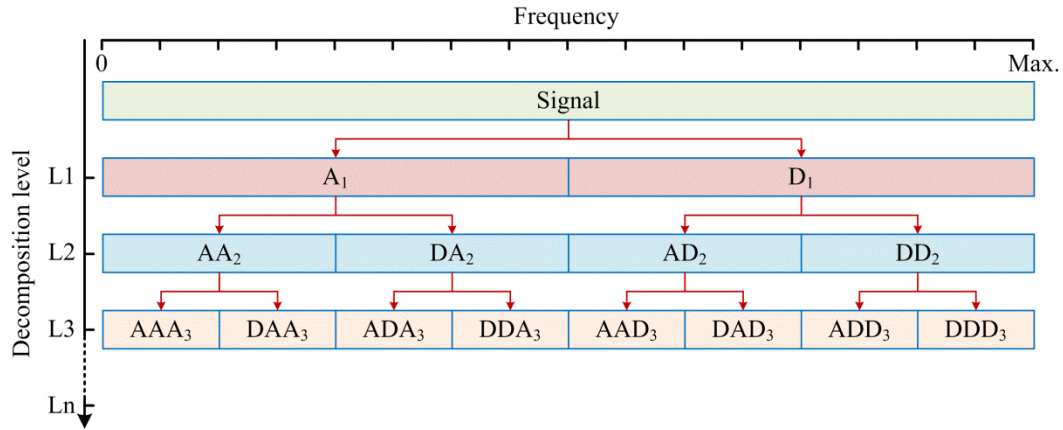 Frequency
0 Max.
Signal
L1 A₁ D₁
L2 AA₂ DA₂ AD₂ DD₂
L3 AAA₃ DAA₃ ADA₃ DDA₃ AAD₃ DAD₃ ADD₃ DDD₃
Ln
Decomposition level